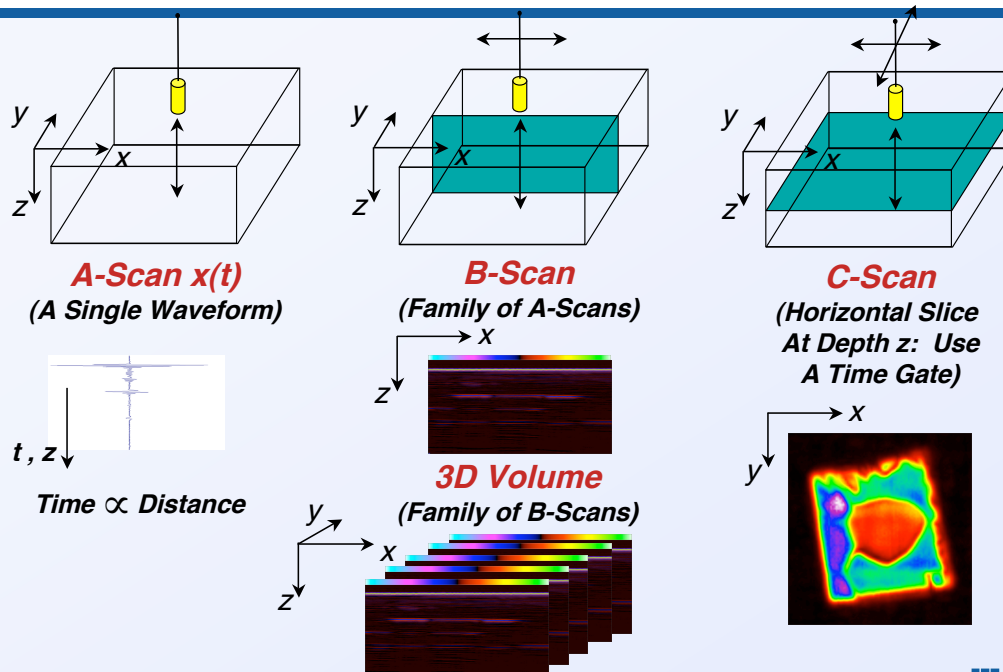 y
x
z
A-Scan x(t)
(A Single Waveform)
t , z
Time ∝ Distance
y
x
z
B-Scan
(Family of A-Scans)
x
z
3D Volume
(Family of B-Scans)
y
x
z
y
x
z
C-Scan
(Horizontal Slice
At Depth z: Use
A Time Gate)
x
y